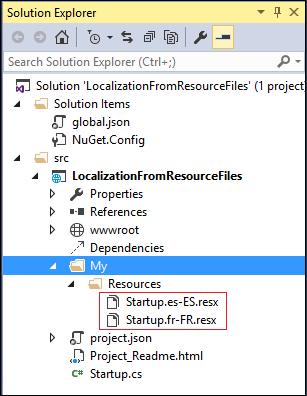 Solution Explorer
Search Solution Explorer (Ctrl+;)
Solution 'LocalizationFromResourceFiles' (1 project)
Solution Items
global.json
NuGet.Config
src
LocalizationFromResourceFiles
Properties
References
wwwroot
Dependencies
My
Resources
Startup.es-ES.resx
Startup.fr-FR.resx
project.json
Project_Readme.html
C# Startup.cs